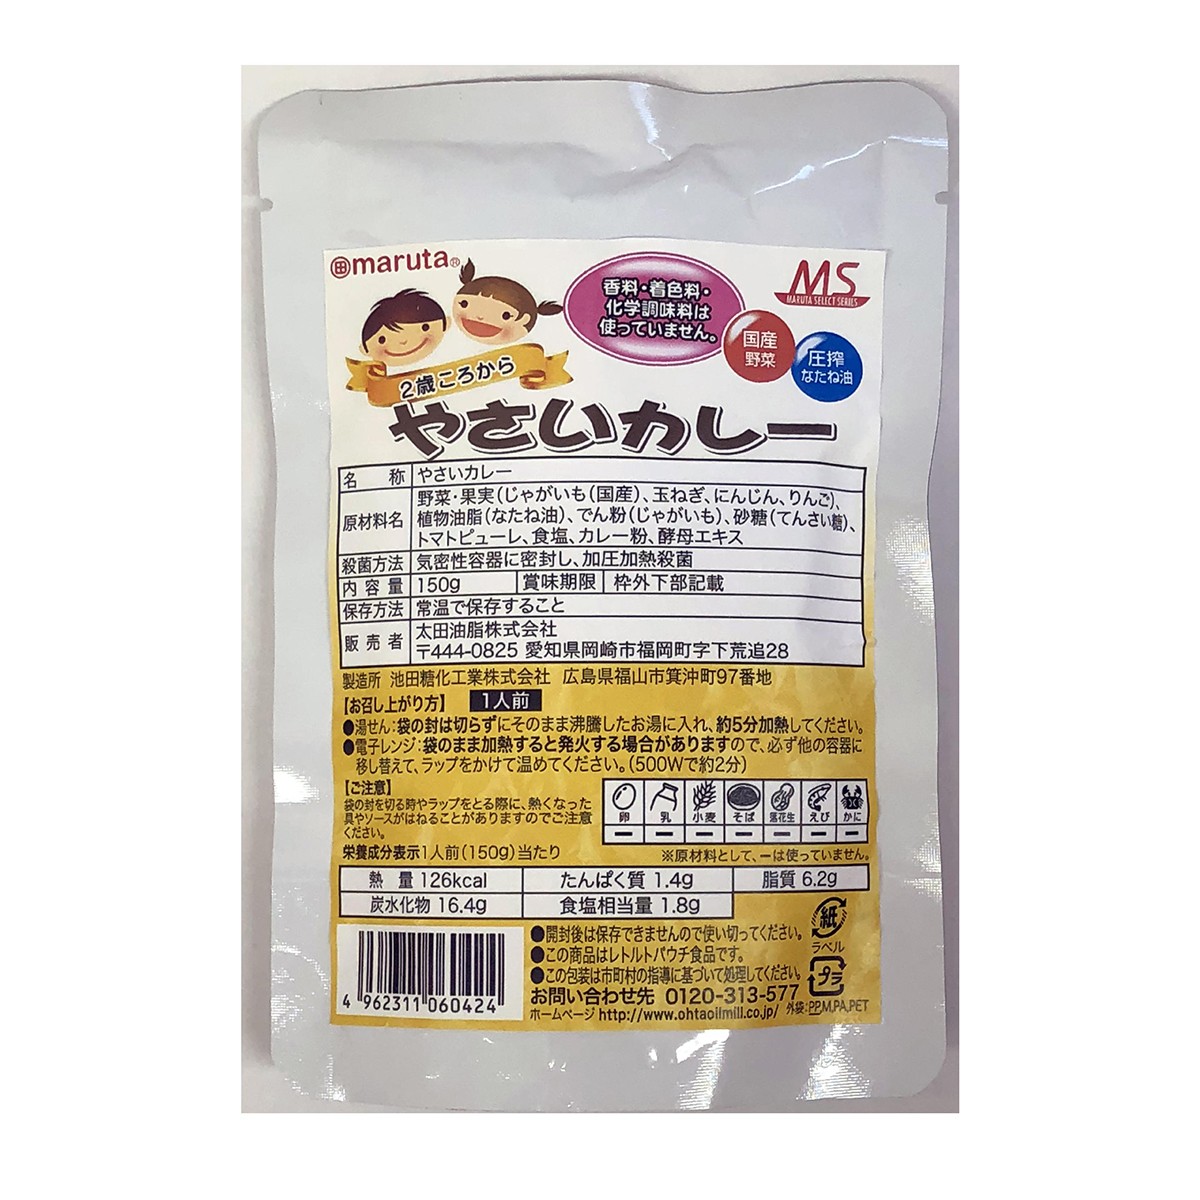 maruta®
香料・着色料・
化学調味料は
使っていません。
MS
MARUTA SELECT SERIES
国産
野菜
圧搾
なたね油
2歳ころから
やさいカレー
名称 やさいカレー
原材料名 野菜・果実(じゃがいも(国産)、玉ねぎ、にんじん、りんご)、
植物油脂(なたね油)、でん粉(じゃがいも)、砂糖(てんさい糖)、
トマトピューレ、食塩、カレー粉、酵母エキス
殺菌方法 気密性容器に密封し、加圧加熱殺菌
内容量 150g 賞味期限 枠外下部記載
保存方法 常温で保存すること
販売者 太田油脂株式会社
〒444-0825 愛知県岡崎市福岡町字下荒追28
製造所 池田糖化工業株式会社 広島県福山市箕沖町97番地
【お召し上がり方】 1人前
●湯せん:袋の封は切らずにそのまま沸騰したお湯に入れ、約5分加熱してください。
●電子レンジ:袋のまま加熱すると発火する場合がありますので、必ず他の容器に
移し替えて、ラップをかけて温めてください。(500Wで約2分)
【ご注意】
袋の封を切る時やラップをとる際に、熱くなった
具やソースがはねることがありますのでご注意
ください。
卵 乳 小麦 そば 落花生 えび かに
ー ー ー ー ー ー ー
栄養成分表示1人前(150g)当たり ※原材料として、ーは使っていません。
熱量 126kcal たんぱく質 1.4g 脂質 6.2g
炭水化物 16.4g 食塩相当量 1.8g
紙
ラベル
プラ
外袋:PP,M,PA,PET
●開封後は保存できませんので使い切ってください。
●この商品はレトルトパウチ食品です。
●この包装は市町村の指導に基づいて処理してください。
お問い合わせ先 0120-313-577
ホームページ http://www.ohtaoilmill.co.jp/
4 962311 060424